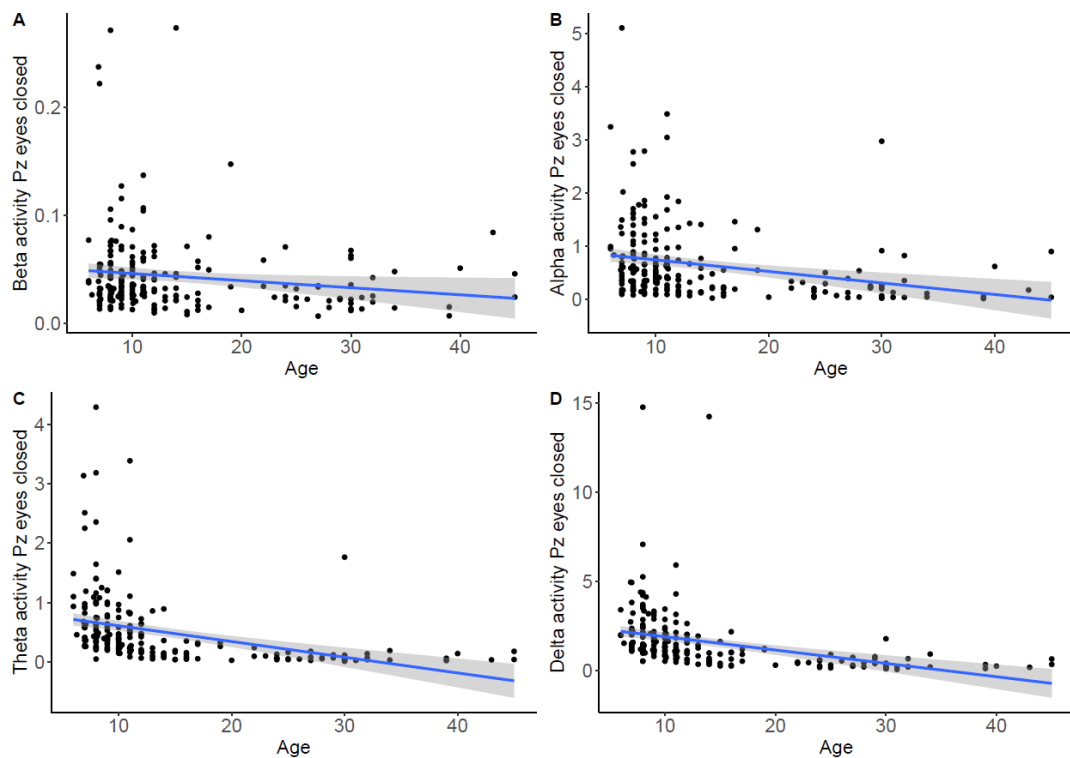 A
Beta activity Pz eyes closed
0.2
0.1
0.0
10 20 30 40
Age
B
Alpha activity Pz eyes closed
5
4
3
2
1
0
10 20 30 40
Age
C
Theta activity Pz eyes closed
4
3
2
1
0
10 20 30 40
Age
D
Delta activity Pz eyes closed
15
10
5
0
10 20 30 40
Age